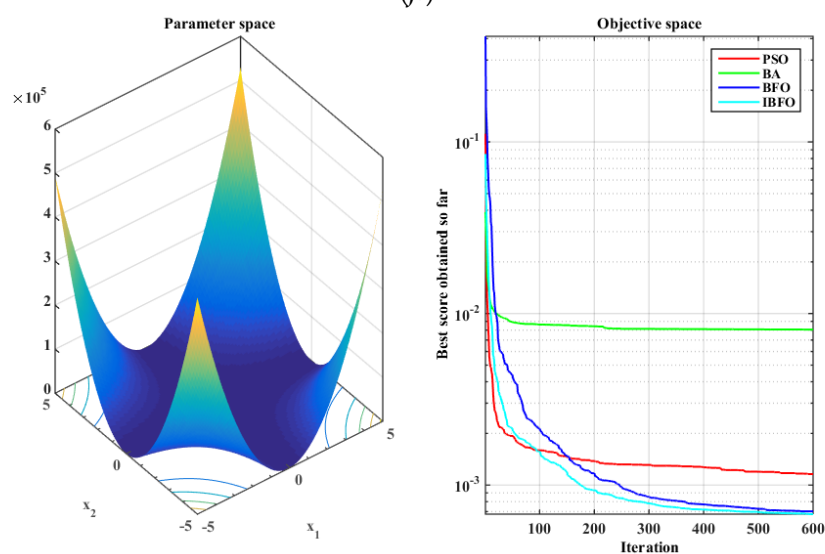 Parameter space
×10⁵
6
5
4
3
2
1
0
5
0
-5
x₂
-5
0
5
x₁
Objective space
Best score obtained so far
10⁻¹
10⁻²
10⁻³
100 200 300 400 500 600
Iteration
PSO
BA
BFO
IBFO